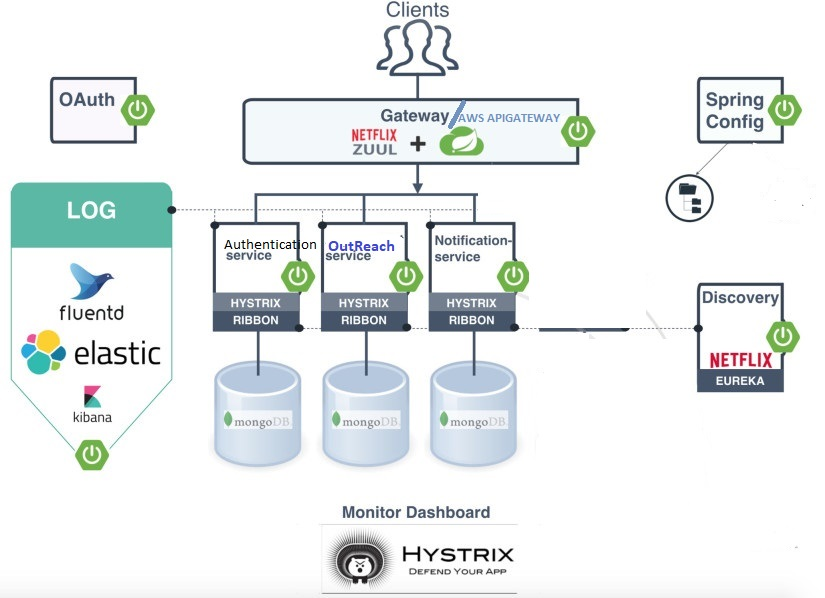 Clients
OAuth
Gateway/AWS APIGATEWAY
NETFLIX
ZUUL +
Spring
Config
LOG
fluentd
elastic
kibana
Authentication
service
HYSTRIX
RIBBON
OutReach`
service
HYSTRIX
RIBBON
Notification-
service
HYSTRIX
RIBBON
Discovery
NETFLIX
EUREKA
mongoDB.
mongoDB.
mongoDB.
Monitor Dashboard
HYSTRIX
DEFEND YOUR APP